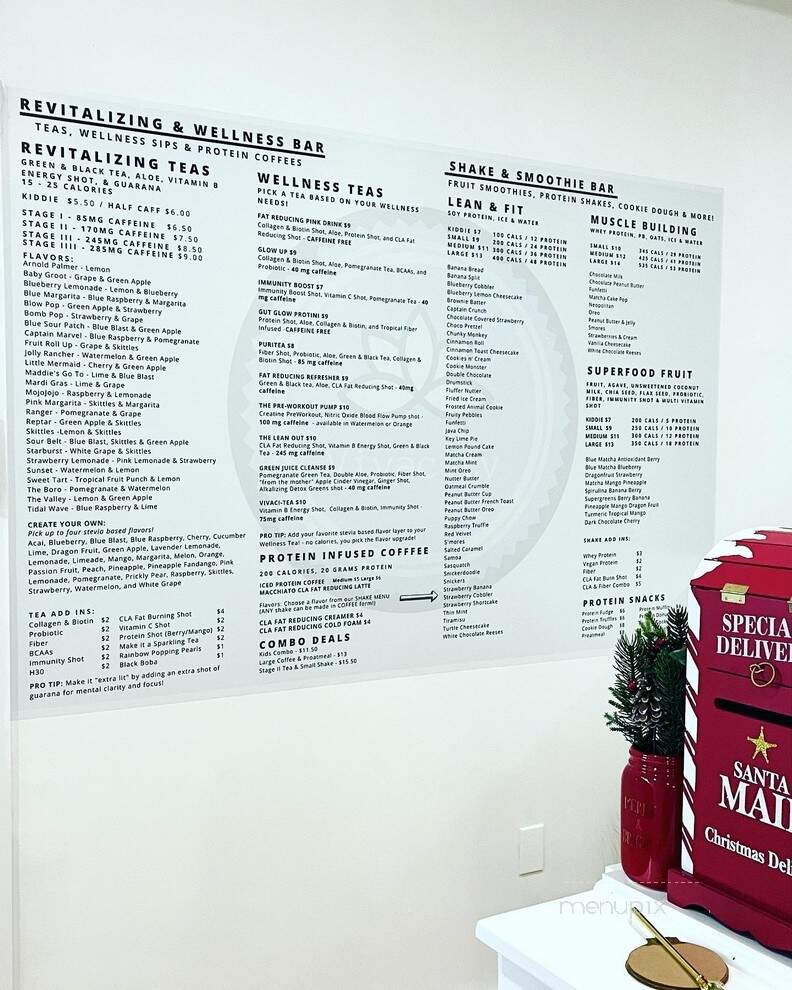 REVITALIZING & WELLNESS BAR
TEAS, WELLNESS SIPS & PROTEIN COFFEES
REVITALIZING TEAS
GREEN & BLACK TEA, ALOE, VITAMIN B
ENERGY SHOT, & GUARANA
15 - 25 CALORIES
KIDDIE $5.50 / HALF CAFF $6.00
STAGE I - 85MG CAFFEINE $6.50
STAGE II - 170MG CAFFEINE $7.50
STAGE III - 245MG CAFFEINE $8.50
STAGE IIII - 285MG CAFFEINE $9.00
FLAVORS:
Arnold Palmer - Lemon
Baby Groot - Grape & Green Apple
Blueberry Lemonade - Lemon & Blueberry
Blue Margarita - Blue Raspberry & Margarita
Blow Pop - Green Apple & Strawberry
Bomb Pop - Strawberry & Grape
Blue Sour Patch - Blue Blast & Green Apple
Captain Marvel - Blue Raspberry & Pomegranate
Fruit Roll Up - Grape & Skittles
Jolly Rancher - Watermelon & Green Apple
Little Mermaid - Cherry & Green Apple
Maddie's Go To - Lime & Blue Blast
Mardi Gras - Lime & Grape
Mojojojo - Raspberry & Lemonade
Pink Margarita - Skittles & Margarita
Ranger - Pomegranate & Grape
Reptar - Green Apple & Skittles
Skittles -Lemon & Skittles
Sour Belt - Blue Blast, Skittles & Green Apple
Starburst - White Grape & Skittles
Strawberry Lemonade - Pink Lemonade & Strawberry
Sunset - Watermelon & Lemon
Sweet Tart - Tropical Fruit Punch & Lemon
The Boro - Pomegranate & Watermelon
The Valley - Lemon & Green Apple
Tidal Wave - Blue Raspberry & Lime
CREATE YOUR OWN:
Pick up to four stevia based flavors!
Acai, Blueberry, Blue Blast, Blue Raspberry, Cherry, Cucumber
Lime, Dragon Fruit, Green Apple, Lavender Lemonade,
Lemonade, Limeade, Mango, Margarita, Melon, Orange,
Passion Fruit, Peach, Pineapple, Pineapple Fandango, Pink
Lemonade, Pomegranate, Prickly Pear, Raspberry, Skittles,
Strawberry, Watermelon, and White Grape
TEA ADD INS:
Collagen & Biotin $2
Probiotic $2
Fiber $2
BCAAs $2
Immunity Shot $2
H30 $2
CLA Fat Burning Shot $4
Vitamin C Shot $2
Protein Shot (Berry/Mango) $2
Make it a Sparkling Tea $2
Rainbow Popping Pearls $1
Black Boba $1
PRO TIP: Make it "extra lit" by adding an extra shot of
guarana for mental clarity and focus!
WELLNESS TEAS
PICK A TEA BASED ON YOUR WELLNESS
NEEDS!
FAT REDUCING PINK DRINK $9
Collagen & Biotin Shot, Aloe, Protein Shot, and CLA Fat
Reducing Shot - CAFFEINE FREE
GLOW UP $9
Collagen & Biotin Shot, Aloe, Pomegranate Tea, BCAAs, and
Probiotic - 40 mg caffeine
IMMUNITY BOOST $7
Immunity Boost Shot, Vitamin C Shot, Pomegranate Tea - 40
mg caffeine
GUT GLOW PROTINI $9
Protein Shot, Aloe, Collagen & Biotin, and Tropical Fiber
Infused -CAFFEINE FREE
PURITEA $8
Fiber Shot, Probiotic, Aloe, Green & Black Tea, Collagen &
Biotin Shot - 85 mg caffeine
FAT REDUCING REFRESHER $9
Green & Black tea, Aloe, CLA Fat Reducing Shot - 40mg
caffeine
THE PRE-WORKOUT PUMP $10
Creatine PreWorkout, Nitric Oxide Blood Flow Pump shot -
100 mg caffeine - available in Watermelon or Orange
THE LEAN OUT $10
CLA Fat Reducing Shot, Vitamin B Energy Shot, Green & Black
Tea - 245 mg caffeine
GREEN JUICE CLEANSE $9
Pomegranate Green Tea, Double Aloe, Probiotic, Fiber Shot,
"from the mother" Apple Cinder Vinegar, Ginger Shot,
Alkalizing Detox Greens shot - 40 mg caffeine
VIVACI-TEA $10
Vitamin B Energy Shot, Collagen & Biotin, Immunity Shot -
75mg caffeine
PRO TIP: Add your favorite stevia based flavor layer to your
Wellness Tea! - no calories, you pick the flavor upgrade!
PROTEIN INFUSED COFFFEE
200 CALORIES, 20 GRAMS PROTEIN
ICED PROTEIN COFFEE Medium $5 Large $6
MACCHIATO CLA FAT REDUCING LATTE
Flavors: Choose a flavor from our SHAKE MENU
(ANY shake can be made in COFFEE form!)
CLA FAT REDUCING CREAMER $4
CLA FAT REDUCING COLD FOAM $4
COMBO DEALS
Kids Combo - $11.50
Large Coffee & Proatmeal - $13
Stage II Tea & Small Shake - $15.50
SHAKE & SMOOTHIE BAR
FRUIT SMOOTHIES, PROTEIN SHAKES, COOKIE DOUGH & MORE!
LEAN & FIT
SOY PROTEIN, ICE & WATER
KIDDIE $7 100 CALS / 12 PROTEIN
SMALL $9 200 CALS / 24 PROTEIN
MEDIUM $11 300 CALS / 36 PROTEIN
LARGE $13 400 CALS / 48 PROTEIN
Banana Bread
Banana Split
Blueberry Cobbler
Blueberry Lemon Cheesecake
Brownie Batter
Captain Crunch
Chocolate Covered Strawberry
Choco Pretzel
Chunky Monkey
Cinnamon Roll
Cinnamon Toast Cheesecake
Cookies n' Cream
Cookie Monster
Double Chocolate
Drumstick
Fluffer Nutter
Fried Ice Cream
Frosted Animal Cookie
Fruity Pebbles
Funfetti
Java Chip
Key Lime Pie
Lemon Pound Cake
Matcha Cream
Matcha Mint
Mint Oreo
Nutter Butter
Oatmeal Crumble
Peanut Butter Cup
Peanut Butter French Toast
Peanut Butter Oreo
Puppy Chow
Raspberry Truffle
Red Velvet
S'mores
Salted Caramel
Samoa
Sasquatch
Snickerdoodle
Snickers
Strawberry Banana
Strawberry Cobbler
Strawberry Shortcake
Thin Mint
Tiramisu
Turtle Cheesecake
White Chocolate Reeses
MUSCLE BUILDING
WHEY PROTEIN, PB, OATS, ICE & WATER
SMALL $10 345 CALS / 29 PROTEIN
MEDIUM $12 425 CALS / 41 PROTEIN
LARGE $14 535 CALS / 53 PROTEIN
Chocolate Milk
Chocolate Peanut Butter
Funfetti
Matcha Cake Pop
Neopolitan
Oreo
Peanut Butter & Jelly
Smores
Strawberries & Cream
Vanilla Cheesecake
White Chocolate Reeses
SUPERFOOD FRUIT
FRUIT, AGAVE, UNSWEETENED COCONUT
MILK, CHIA SEED, FLAX SEED, PROBIOTIC,
FIBER, IMMUNITY SHOT & MULTI VITAMIN
SHOT
KIDDIE $7 200 CALS / 5 PROTEIN
SMALL $9 250 CALS / 10 PROTEIN
MEDIUM $11 300 CALS / 12 PROTEIN
LARGE $13 350 CALS / 18 PROTEIN
Blue Matcha Antioxidant Berry
Blue Matcha Blueberry
Dragonfruit Strawberry
Matcha Mango Pineapple
Spirulina Banana Berry
Supergreens Berry Banana
Pineapple Mango Dragon Fruit
Turmeric Tropical Mango
Dark Chocolate Cherry
SHAKE ADD INS:
Whey Protein $3
Vegan Protein $2
Fiber $2
CLA Fat Burn Shot $4
CLA & Fiber Combo $5
PROTEIN SNACKS
Protein Fudge $6
Protein Truffles $6
Cookie Dough $8
Proatmeal
Protein Muffin
Protein Donu
SPECIA
DELIVER
SANTA
MAI
Christmas Deli
menupix